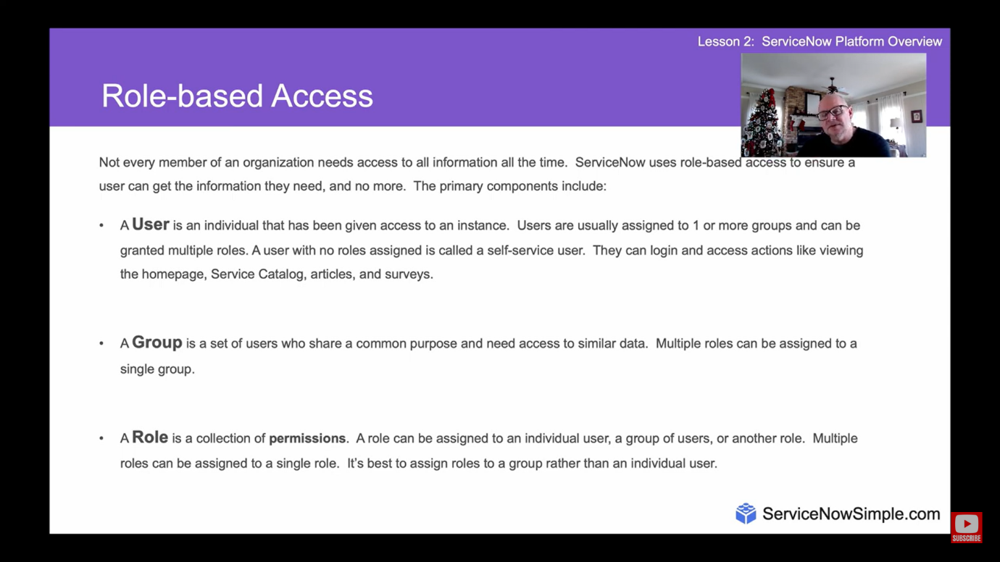 Lesson 2:  ServiceNow Platform Overview
Role-based Access
Not every member of an organization needs access to all information all the time.  ServiceNow uses role-based access to ensure a
user can get the information they need, and no more.  The primary components include:
• A User is an individual that has been given access to an instance.  Users are usually assigned to 1 or more groups and can be
granted multiple roles. A user with no roles assigned is called a self-service user.  They can login and access actions like viewing
the homepage, Service Catalog, articles, and surveys.
• A Group is a set of users who share a common purpose and need access to similar data.  Multiple roles can be assigned to a
single group.
• A Role is a collection of permissions.  A role can be assigned to an individual user, a group of users, or another role.  Multiple
roles can be assigned to a single role.  It’s best to assign roles to a group rather than an individual user.
ServiceNowSimple.com
SUBSCRIBE